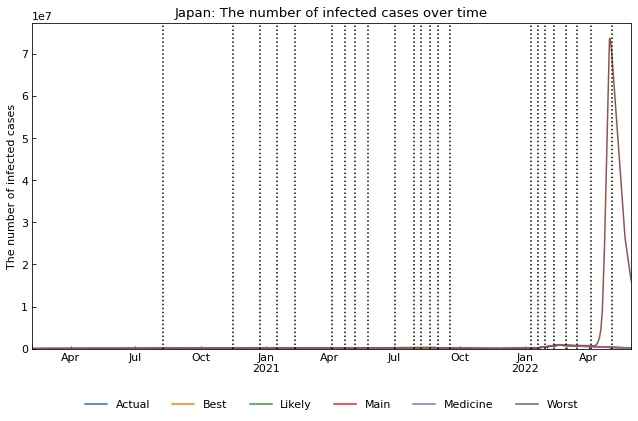 Japan: The number of infected cases over time
1e7
The number of infected cases
7
6
5
4
3
2
1
0
Apr Jul Oct Jan Apr Jul Oct Jan Apr
2021 2022
Actual Best Likely Main Medicine Worst